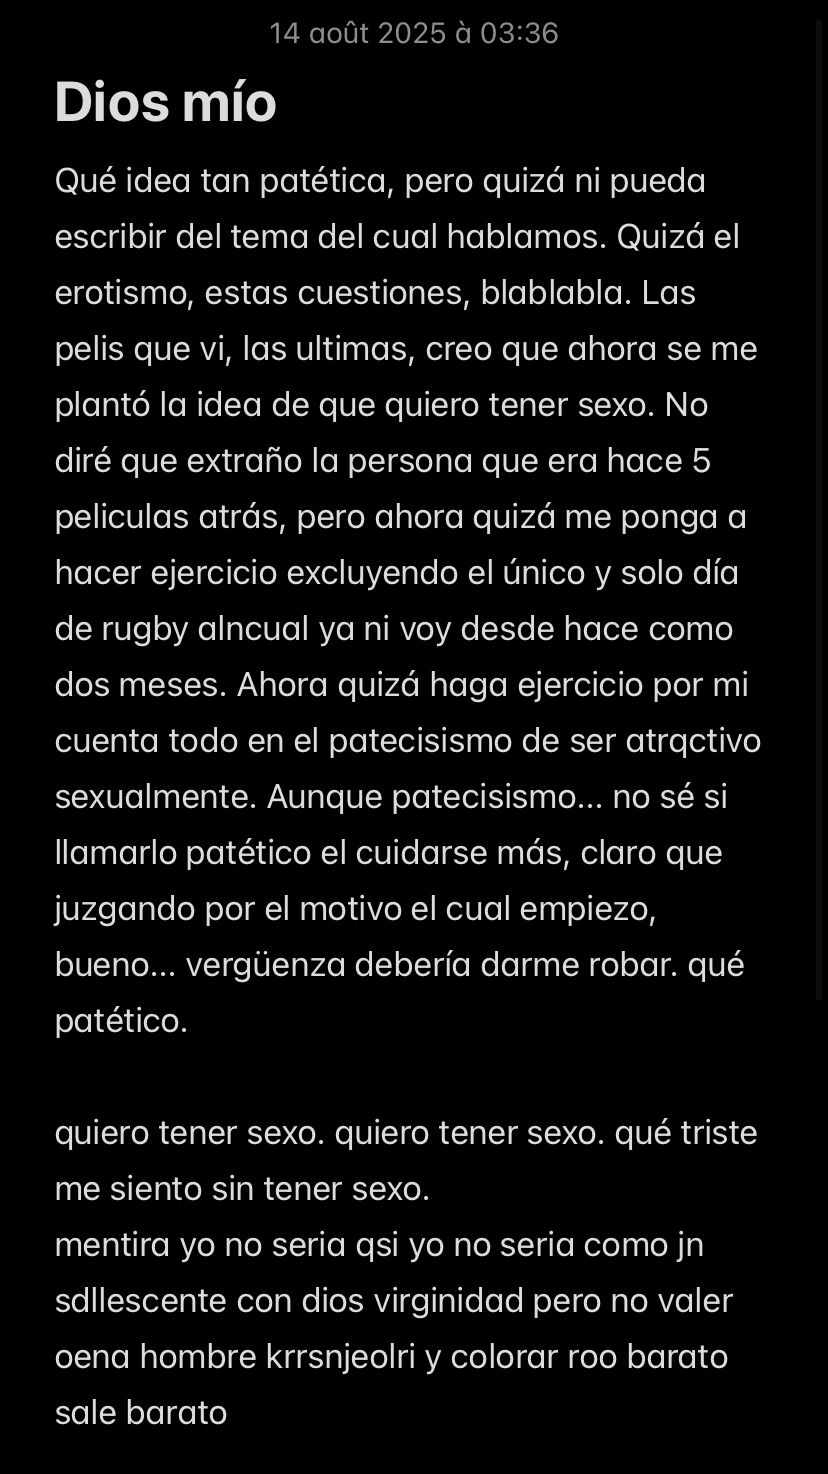 14 août 2025 à 03:36
Dios mío
Qué idea tan patética, pero quizá ni pueda
escribir del tema del cual hablamos. Quizá el
erotismo, estas cuestiones, blablabla. Las
pelis que vi, las ultimas, creo que ahora se me
plantó la idea de que quiero tener sexo. No
diré que extraño la persona que era hace 5
peliculas atrás, pero ahora quizá me ponga a
hacer ejercicio excluyendo el único y solo día
de rugby alncual ya ni voy desde hace como
dos meses. Ahora quizá haga ejercicio por mi
cuenta todo en el patecisismo de ser atrqctivo
sexualmente. Aunque patecisismo... no sé si
llamarlo patético el cuidarse más, claro que
juzgando por el motivo el cual empiezo,
bueno... vergüenza debería darme robar. qué
patético.
quiero tener sexo. quiero tener sexo. qué triste
me siento sin tener sexo.
mentira yo no seria qsi yo no seria como jn
sdllescente con dios virginidad pero no valer
oena hombre krrsnjeolri y colorar roo barato
sale barato